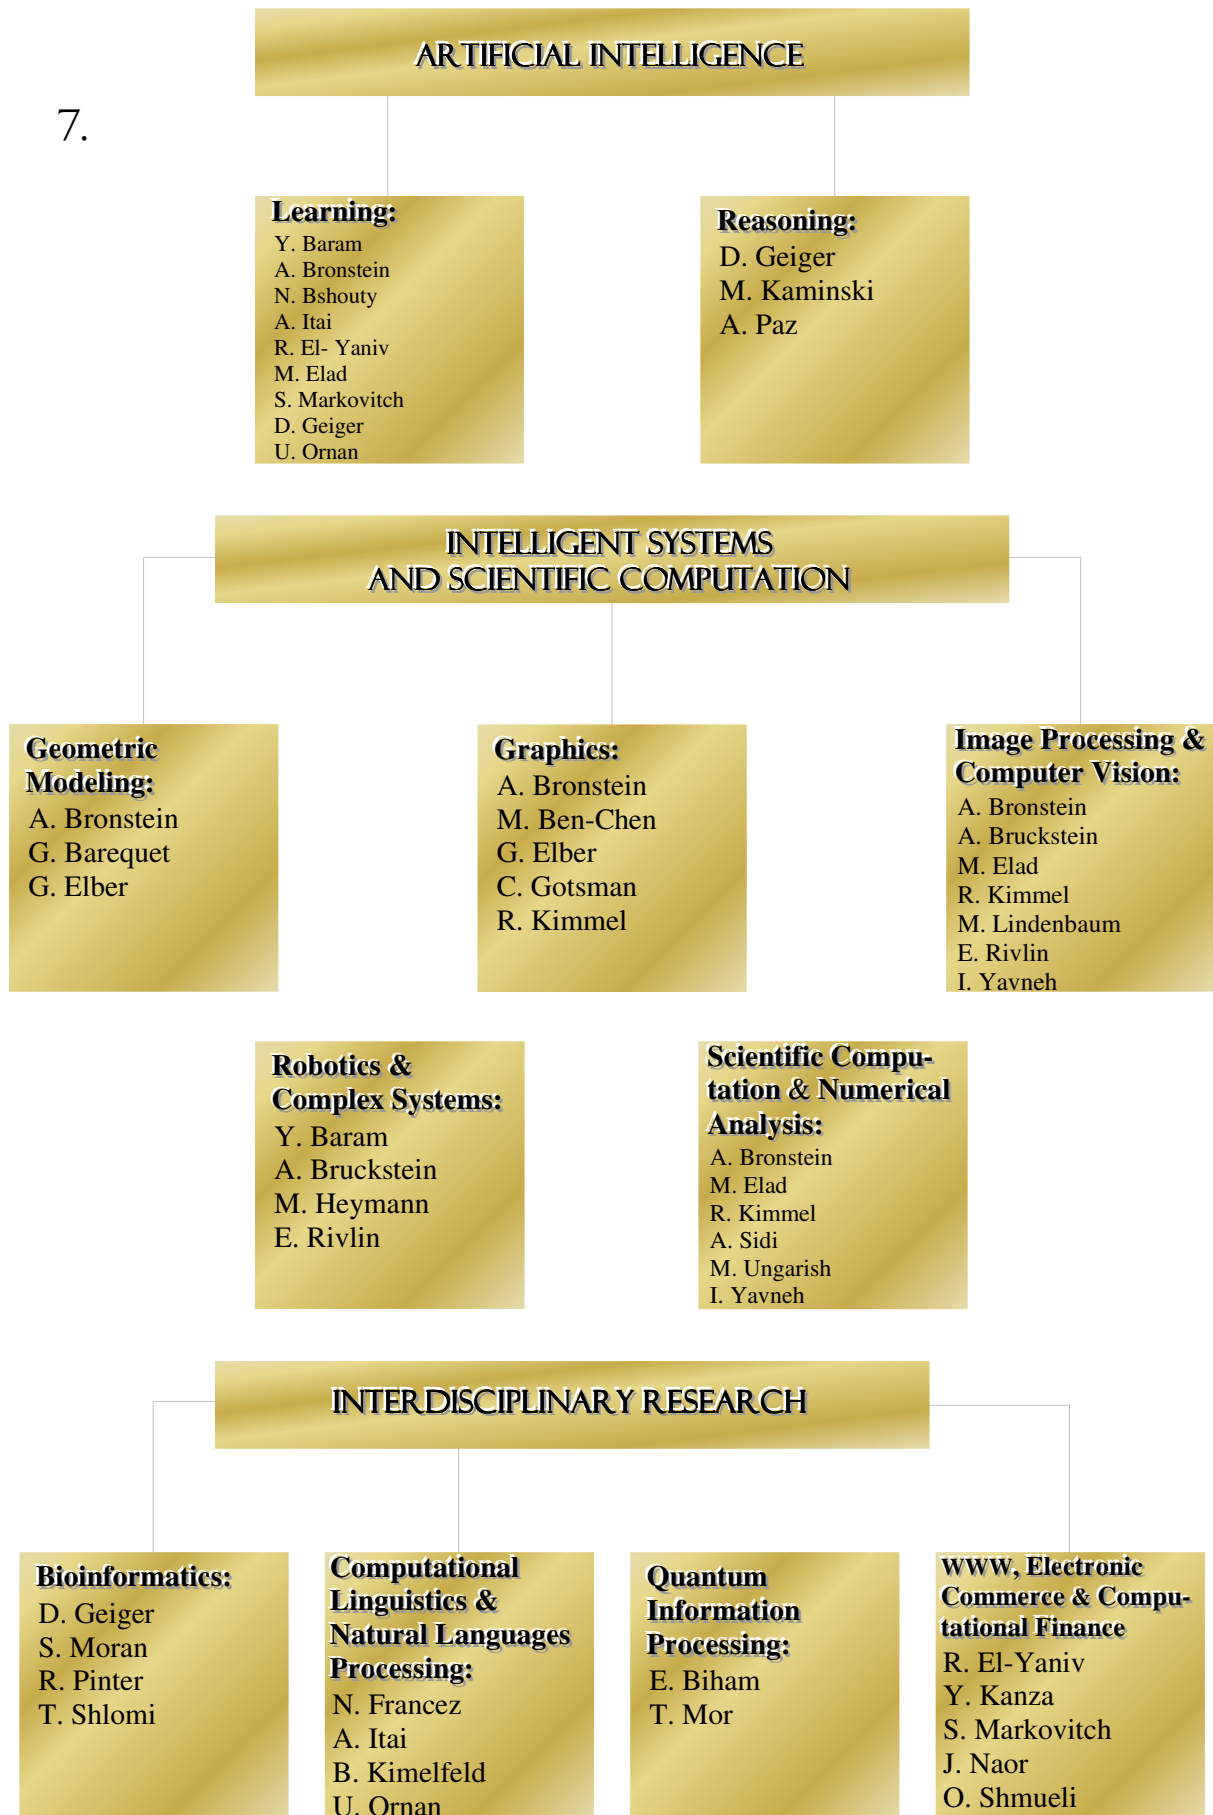 ARTIFICIAL INTELLIGENCE
7.
Learning:
Y. Baram
A. Bronstein
N. Bshouty
A. Itai
R. El- Yaniv
M. Elad
S. Markovitch
D. Geiger
U. Ornan
Reasoning:
D. Geiger
M. Kaminski
A. Paz
INTELLIGENT SYSTEMS
AND SCIENTIFIC COMPUTATION
Geometric
Modeling:
A. Bronstein
G. Barequet
G. Elber
Graphics:
A. Bronstein
M. Ben-Chen
G. Elber
C. Gotsman
R. Kimmel
Image Processing &
Computer Vision:
A. Bronstein
A. Bruckstein
M. Elad
R. Kimmel
M. Lindenbaum
E. Rivlin
I. Yavneh
Robotics &
Complex Systems:
Y. Baram
A. Bruckstein
M. Heymann
E. Rivlin
Scientific Compu-
tation & Numerical
Analysis:
A. Bronstein
M. Elad
R. Kimmel
A. Sidi
M. Ungarish
I. Yavneh
INTERDISCIPLINARY RESEARCH
Bioinformatics:
D. Geiger
S. Moran
R. Pinter
T. Shlomi
Computational
Linguistics &
Natural Languages
Processing:
N. Francez
A. Itai
B. Kimelfeld
U. Ornan
Quantum
Information
Processing:
E. Biham
T. Mor
WWW, Electronic
Commerce & Compu-
tational Finance
R. El-Yaniv
Y. Kanza
S. Markovitch
J. Naor
O. Shmueli